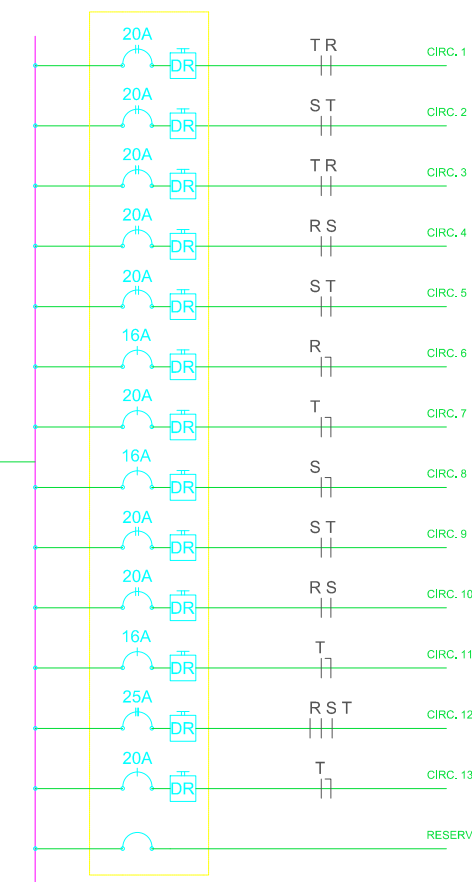 20A DR T R CIRC. 1
20A DR S T CIRC. 2
20A DR T R CIRC. 3
20A DR R S CIRC. 4
20A DR S T CIRC. 5
16A DR R CIRC. 6
20A DR T CIRC. 7
16A DR S CIRC. 8
20A DR S T CIRC. 9
20A DR R S CIRC. 10
16A DR T CIRC. 11
25A DR R S T CIRC. 12
20A DR T CIRC. 13
RESERV